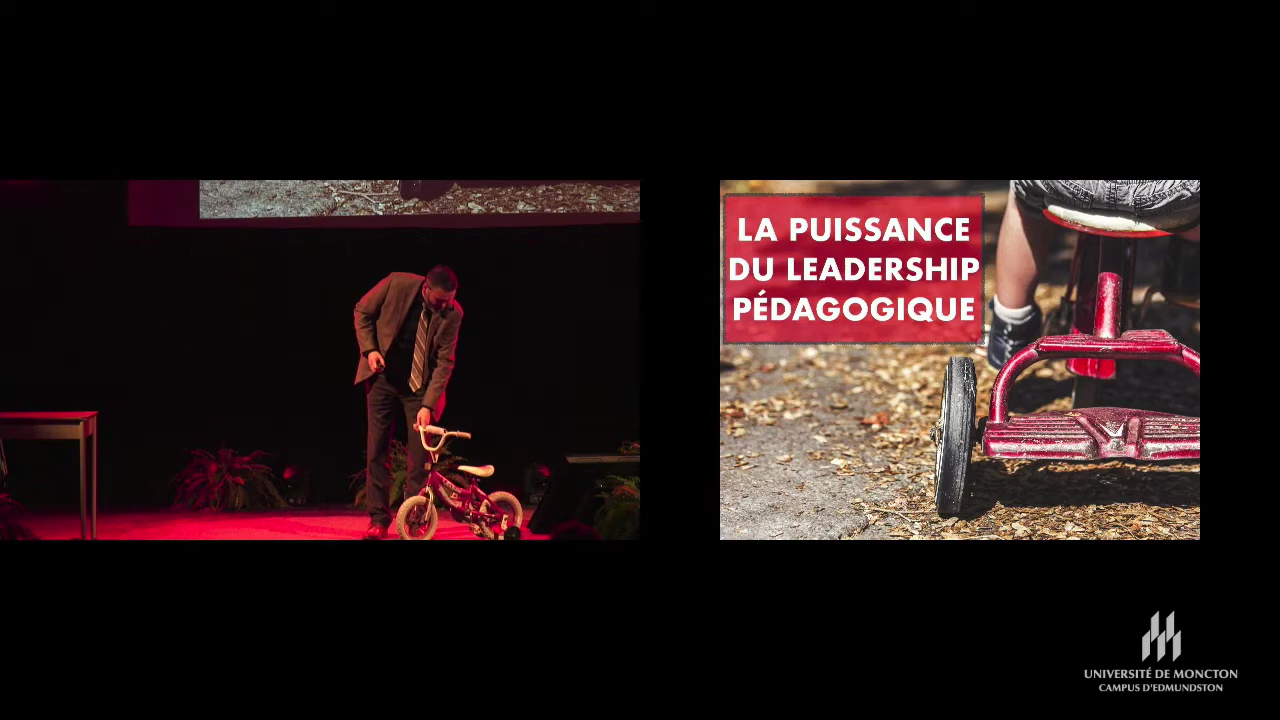 LA PUISSANCE
DU LEADERSHIP
PÉDAGOGIQUE
UNIVERSITÉ DE MONCTON
CAMPUS D'EDMUNDSTON